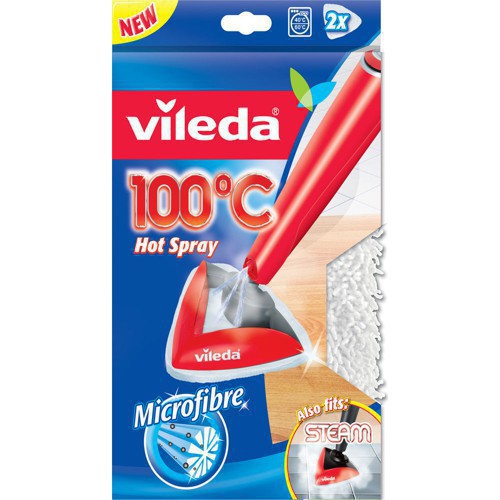 NEW
40°C
60°C
2x
vileda®
100°C
Hot Spray
vileda
Microfibre
Also fits:
STEAM